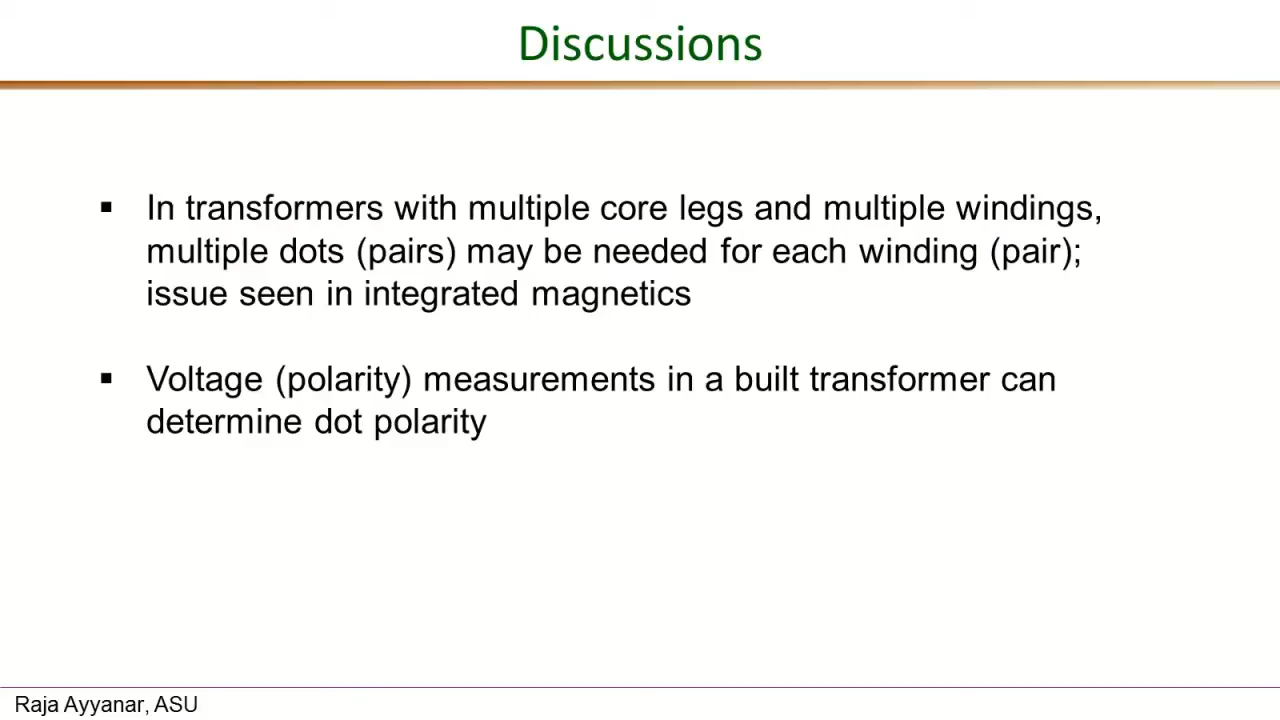 Discussions
▪ In transformers with multiple core legs and multiple windings,
multiple dots (pairs) may be needed for each winding (pair);
issue seen in integrated magnetics
▪ Voltage (polarity) measurements in a built transformer can
determine dot polarity
Raja Ayyanar, ASU